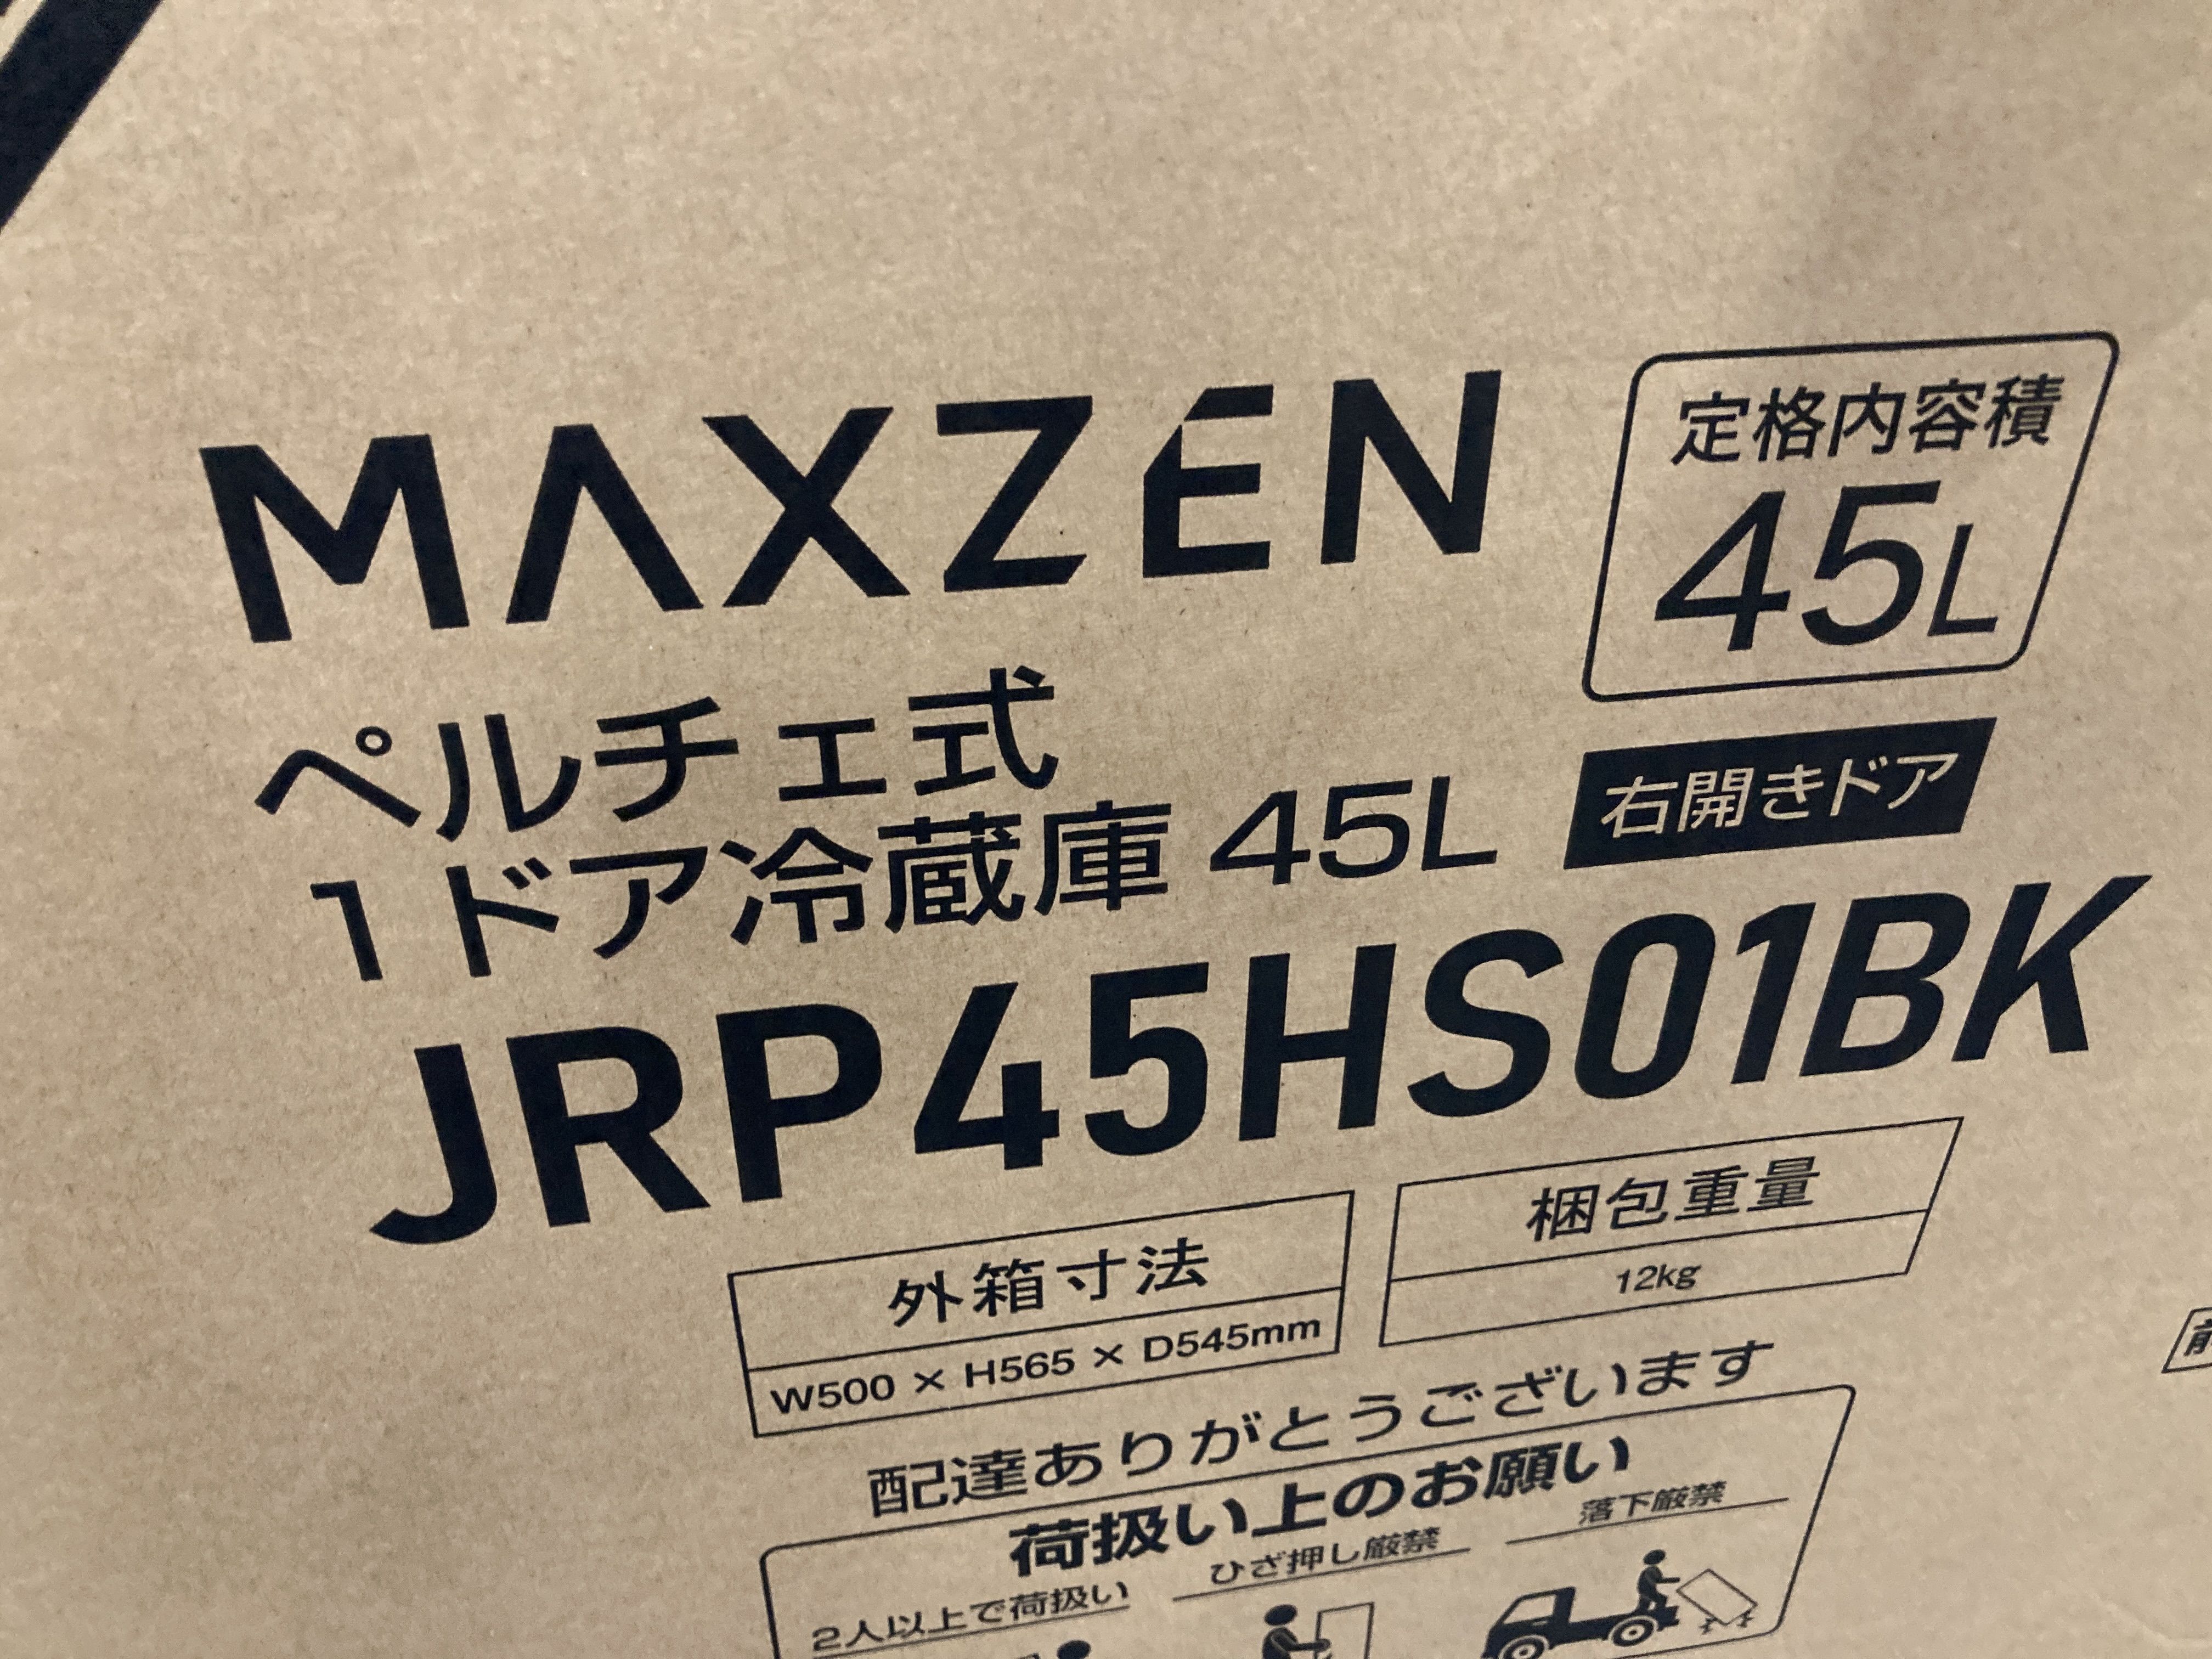 MAXZEN
定格内容積
45L
ペルチェ式
1ドア冷蔵庫 45L
右開きドア
JRP45HS01BK
外箱寸法
W500 × H565 × D545mm
梱包重量
12kg
配達ありがとうございます
荷扱い上のお願い
2人以上で荷扱い
ひざ押し厳禁
落下厳禁